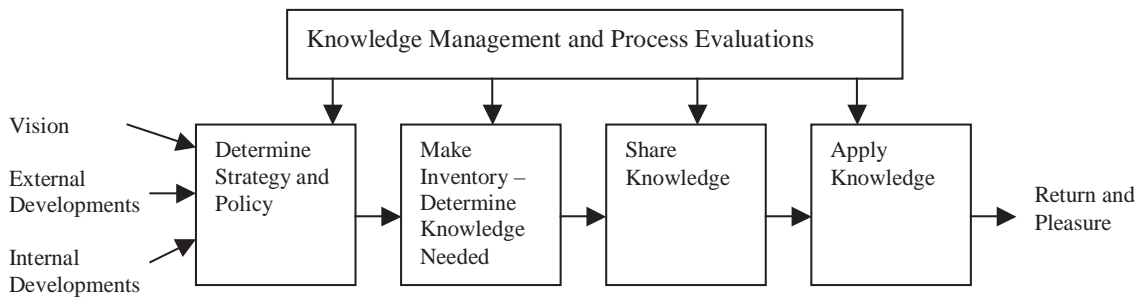 Knowledge Management and Process Evaluations
Vision
External
Developments
Internal
Developments
Determine
Strategy and
Policy
Make
Inventory –
Determine
Knowledge
Needed
Share
Knowledge
Apply
Knowledge
Return and
Pleasure